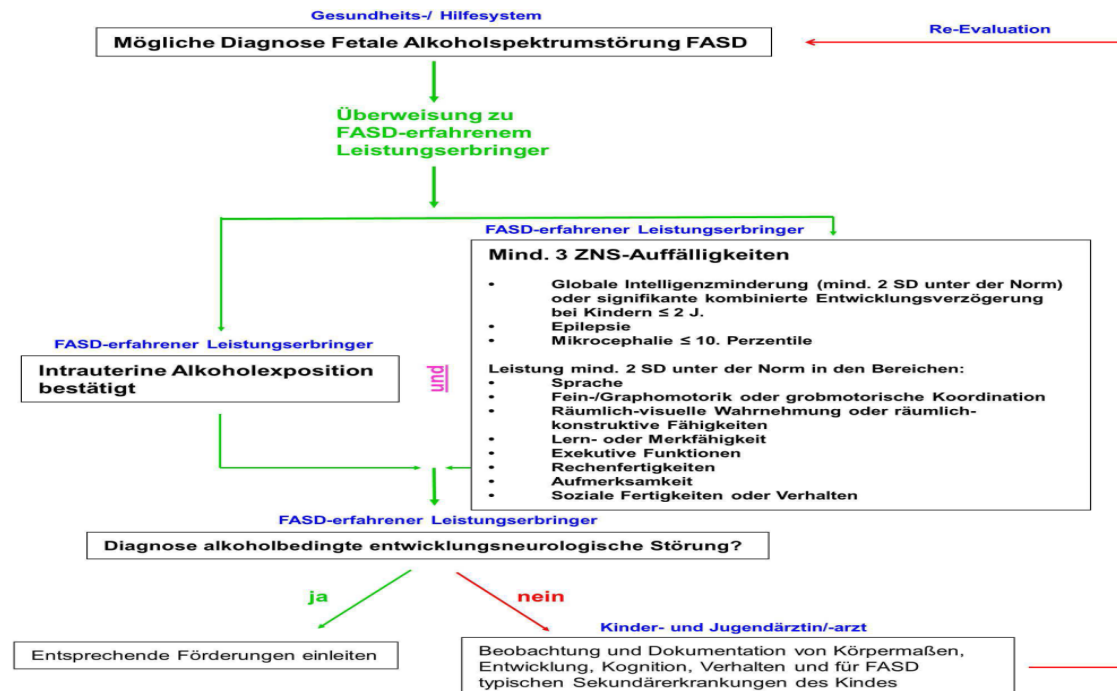 Gesundheits-/ Hilfesystem
Mögliche Diagnose Fetale Alkoholspektrumstörung FASD
Re-Evaluation
Überweisung zu
FASD-erfahrenem
Leistungserbringer
FASD-erfahrener Leistungserbringer
Mind. 3 ZNS-Auffälligkeiten
• Globale Intelligenzminderung (mind. 2 SD unter der Norm)
oder signifikante kombinierte Entwicklungsverzögerung
bei Kindern ≤ 2 J.
• Epilepsie
• Mikrocephalie ≤ 10. Perzentile
Leistung mind. 2 SD unter der Norm in den Bereichen:
• Sprache
• Fein-/Graphomotorik oder grobmotorische Koordination
• Räumlich-visuelle Wahrnehmung oder räumlich-
konstruktive Fähigkeiten
• Lern- oder Merkfähigkeit
• Exekutive Funktionen
• Rechenfertigkeiten
• Aufmerksamkeit
• Soziale Fertigkeiten oder Verhalten
FASD-erfahrener Leistungserbringer
Intrauterine Alkoholexposition
bestätigt
und
FASD-erfahrener Leistungserbringer
Diagnose alkoholbedingte entwicklungsneurologische Störung?
ja
nein
Entsprechende Förderungen einleiten
Kinder- und Jugendärztin/-arzt
Beobachtung und Dokumentation von Körpermaßen,
Entwicklung, Kognition, Verhalten und für FASD
typischen Sekundärerkrankungen des Kindes